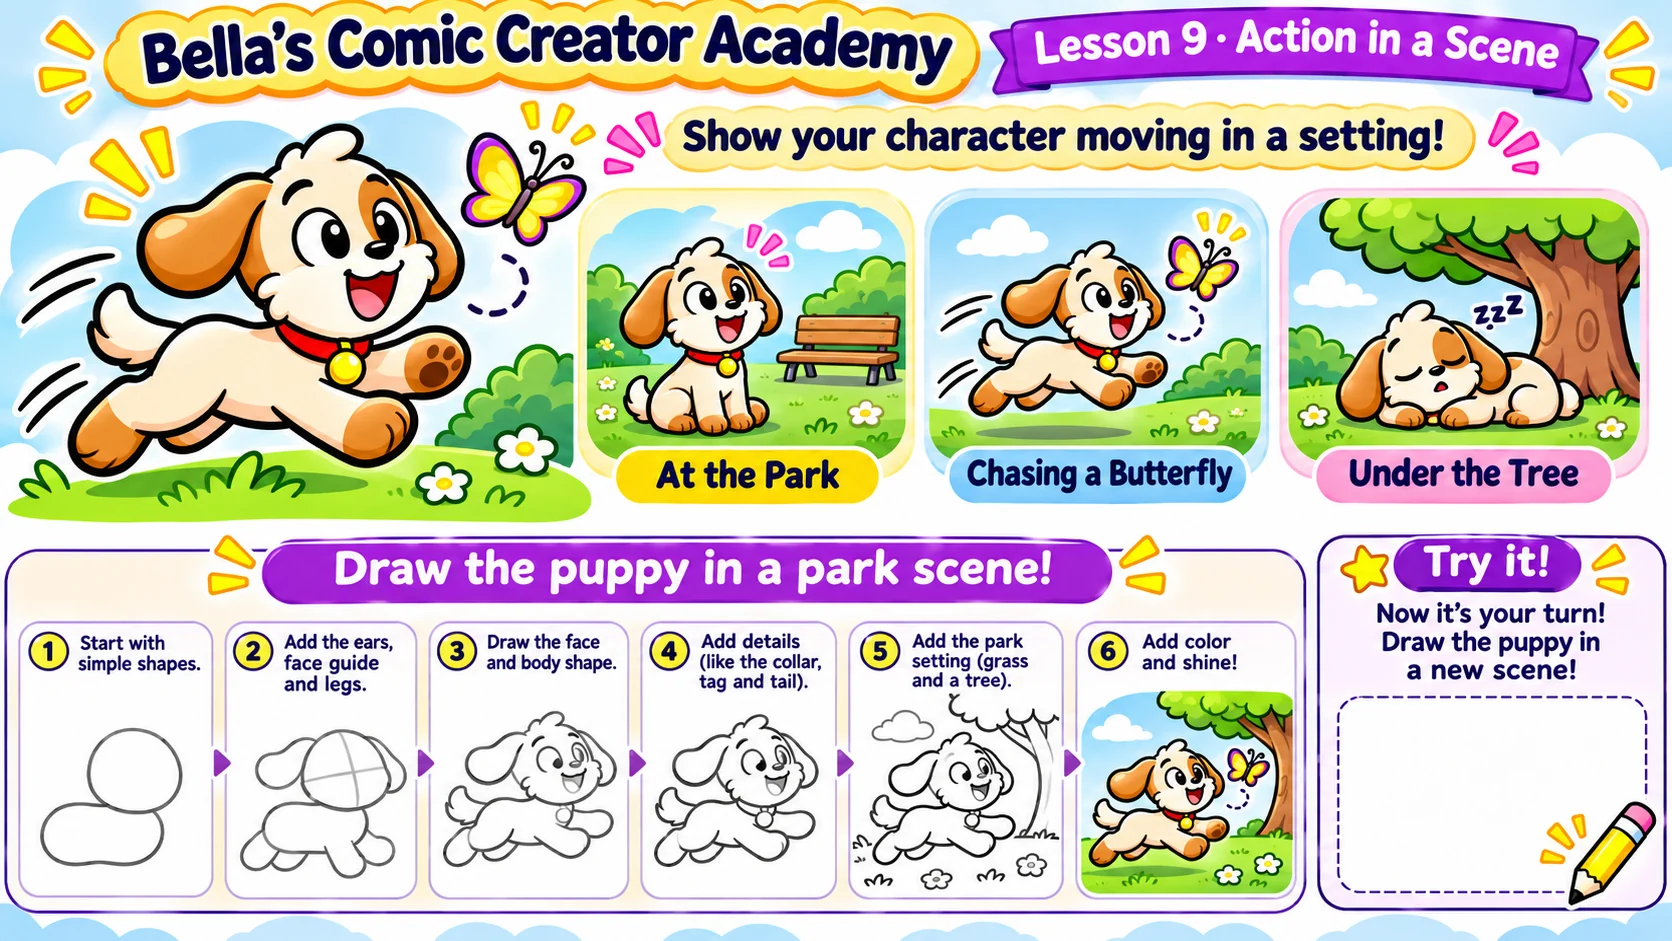 Bella's Comic Creator Academy
Lesson 9 · Action in a Scene
Show your character moving in a setting!
zzz
At the Park
Chasing a Butterfly
Under the Tree
Draw the puppy in a park scene!
1
Start with
simple shapes.
2
Add the ears,
face guide
and legs.
3
Draw the face
and body shape.
4
Add details
(like the collar,
tag and tail).
5
Add the park
setting (grass
and a tree).
6
Add color
and shine!
Try it!
Now it's your turn!
Draw the puppy in
a new scene!